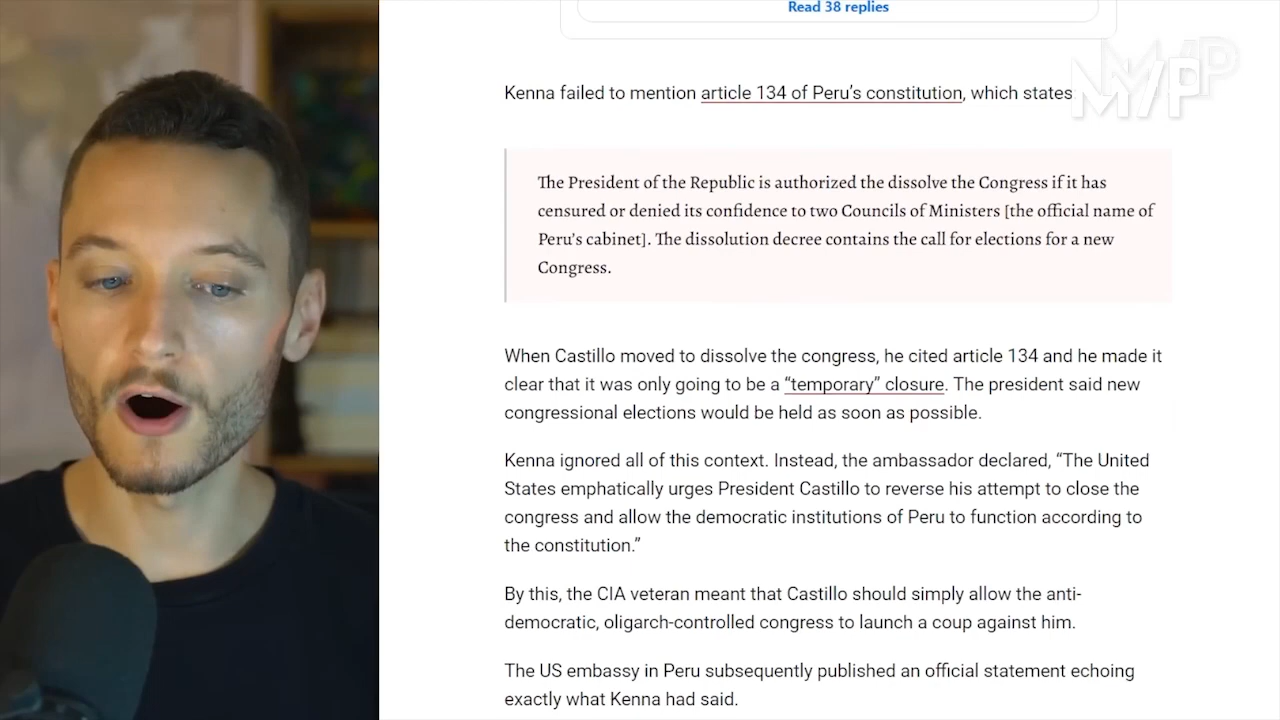 Read 38 replies
M/P
Kenna failed to mention article 134 of Peru’s constitution, which states
The President of the Republic is authorized the dissolve the Congress if it has
censured or denied its confidence to two Councils of Ministers [the official name of
Peru’s cabinet]. The dissolution decree contains the call for elections for a new
Congress.
When Castillo moved to dissolve the congress, he cited article 134 and he made it
clear that it was only going to be a “temporary” closure. The president said new
congressional elections would be held as soon as possible.
Kenna ignored all of this context. Instead, the ambassador declared, “The United
States emphatically urges President Castillo to reverse his attempt to close the
congress and allow the democratic institutions of Peru to function according to
the constitution.”
By this, the CIA veteran meant that Castillo should simply allow the anti-
democratic, oligarch-controlled congress to launch a coup against him.
The US embassy in Peru subsequently published an official statement echoing
exactly what Kenna had said.